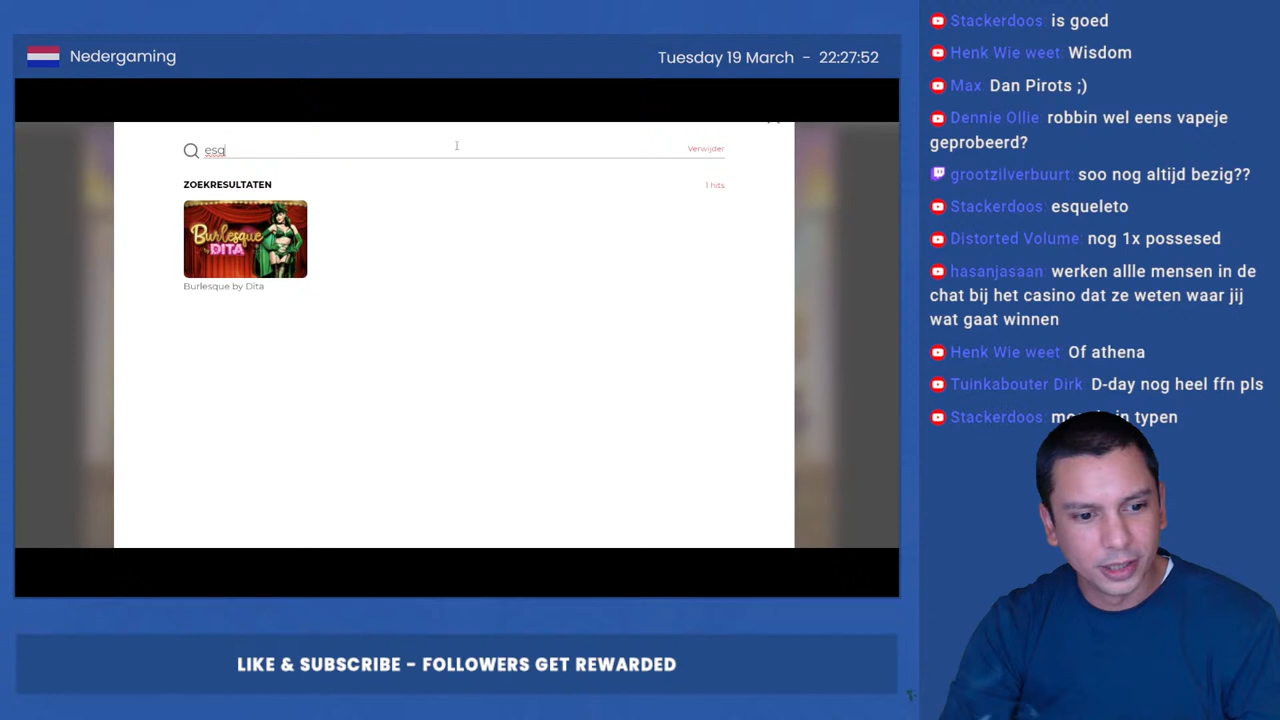 Nedergaming
Tuesday 19 March - 22:27:52
esq
Verwijder
ZOEKRESULTATEN
1 hits
Burlesque
by
DITA
Burlesque by Dita
LIKE & SUBSCRIBE - FOLLOWERS GET REWARDED
Stackerdoos: is goed
Henk Wie weet: Wisdom
Max: Dan Pirots ;)
Dennie Ollie: robbin wel eens vapeje
geprobeerd?
grootzilverbuurt: soo nog altijd bezig??
Stackerdoos: esqueleto
Distorted Volume: nog 1x possesed
hasanjasaan: werken allle mensen in de
chat bij het casino dat ze weten waar jij
wat gaat winnen
Henk Wie weet: Of athena
Tuinkabouter Dirk: D-day nog heel ffn pls
Stackerdoos: in typen